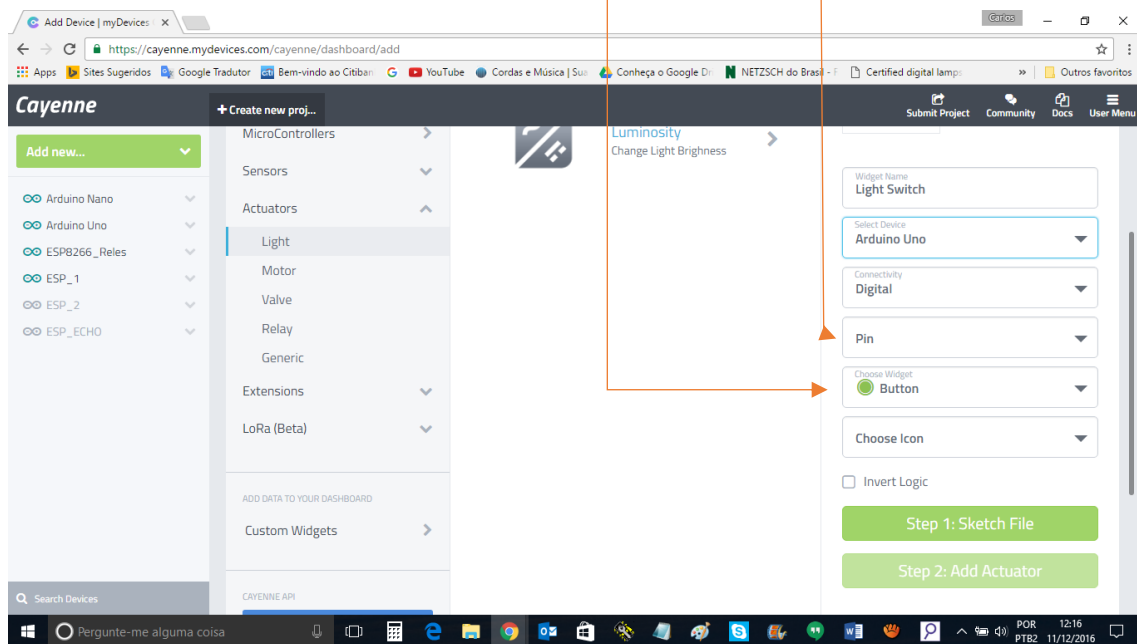 Add Device | myDevices
Carlos
https://cayenne.mydevices.com/cayenne/dashboard/add
Apps Sites Sugeridos Google Tradutor Bem-vindo ao Citiban YouTube Cordas e Música | Sua Conheça o Google Dr NETZSCH do Brasil - F Certified digital lamp: » Outros favoritos
Cayenne
+ Create new proj...
Submit Project Community Docs User Menu
Add new...
Arduino Nano
Arduino Uno
ESP8266_Reles
ESP_1
ESP_2
ESP_ECHO
Search Devices
MicroControllers
Sensors
Actuators
Light
Motor
Valve
Relay
Generic
Extensions
LoRa (Beta)
ADD DATA TO YOUR DASHBOARD
Custom Widgets
CAYENNE API
Luminosity
Change Light Brighness
Widget Name
Light Switch
Select Device
Arduino Uno
Connectivity
Digital
Pin
Choose Widget
Button
Choose Icon
Invert Logic
Step 1: Sketch File
Step 2: Add Actuator
Pergunte-me alguma coisa
POR 12:16
PTB2 11/12/2016